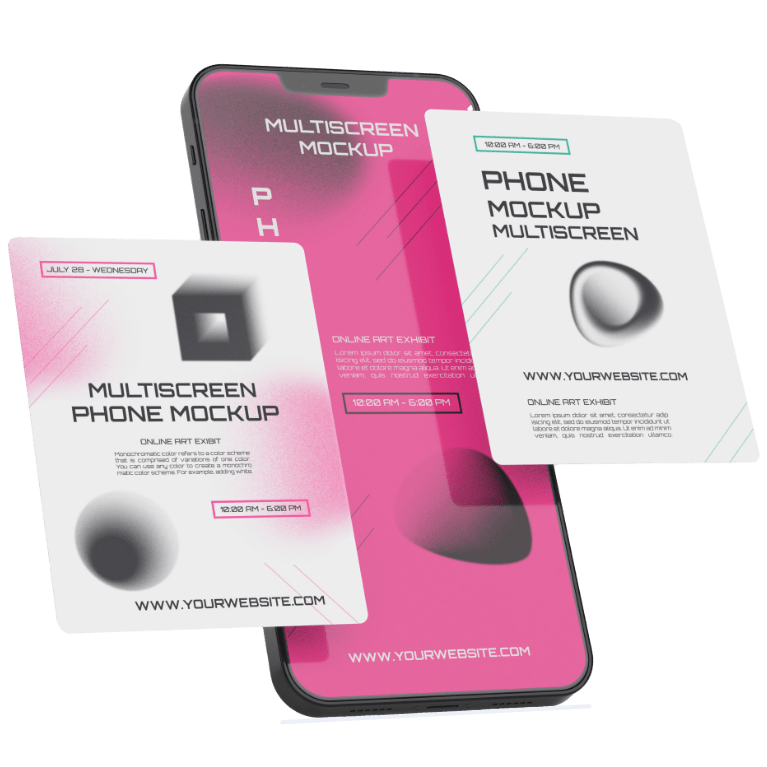 MULTISCREEN
MOCKUP
P
H
ONLINE ART EXHIBIT
Lorem ipsum dolor sit amet, consectetur
iscing elit, sed do eiusmod tempor incidi
labore et dolore magna aliqua. Ut enim a
veniam, quis nostrud exercitation u
10:00 AM - 6:00 PM
WWW.YOURWEBSITE.COM
JULY 28 - WEDNESDAY
MULTISCREEN
PHONE MOCKUP
ONLINE ART EXIBIT
Monochromatic color refers to a color scheme
that is comprised of variations of one color.
You can use any color to create a monochro
matic color scheme. For example, adding white.
10:00 AM - 6:00 PM
WWW.YOURWEBSITE.COM
10:00 AM - 6:00 PM
PHONE
MOCKUP
MULTISCREEN
WWW.YOURWEBSITE.COM
ONLINE ART EXHIBIT
Lorem ipsum dolor sit amet, consectetur adip
iscing elit, sed do eiusmod tempor incididunt ut
labore et dolore magna aliqua. Ut enim ad minim
veniam, quis nostrud exercitation ullamco.